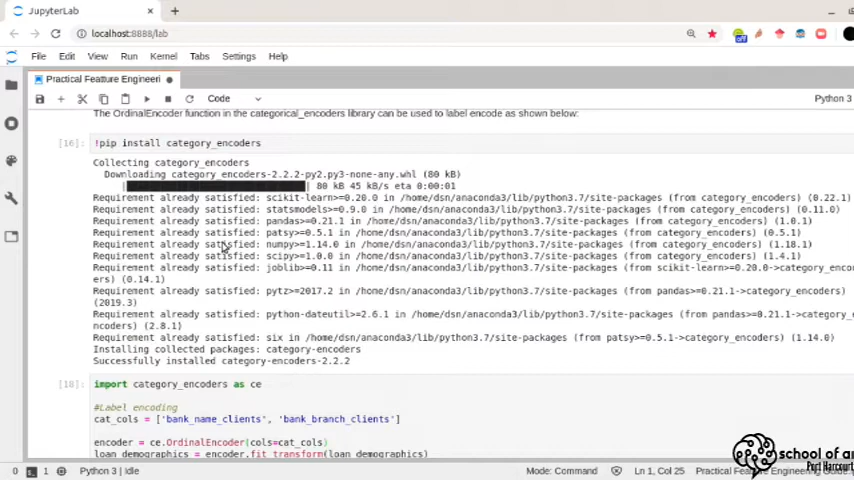 JupyterLab
localhost:8888/lab
off
File Edit View Run Kernel Tabs Settings Help
Practical Feature Engineeri
Code
Python 3
The OrdinalEncoder function in the categorical_encoders library can be used to label encode as shown below:
[16]: !pip install category_encoders
Collecting category_encoders
Downloading category_encoders-2.2.2-py2.py3-none-any.whl (80 kB)
| 80 kB 45 kB/s eta 0:00:01
Requirement already satisfied: scikit-learn>=0.20.0 in /home/dsn/anaconda3/lib/python3.7/site-packages (from category_encoders) (0.22.1)
Requirement already satisfied: statsmodels>=0.9.0 in /home/dsn/anaconda3/lib/python3.7/site-packages (from category_encoders) (0.11.0)
Requirement already satisfied: pandas>=0.21.1 in /home/dsn/anaconda3/lib/python3.7/site-packages (from category_encoders) (1.0.1)
Requirement already satisfied: patsy>=0.5.1 in /home/dsn/anaconda3/lib/python3.7/site-packages (from category_encoders) (0.5.1)
Requirement already satisfied: numpy>=1.14.0 in /home/dsn/anaconda3/lib/python3.7/site-packages (from category_encoders) (1.18.1)
Requirement already satisfied: scipy>=1.0.0 in /home/dsn/anaconda3/lib/python3.7/site-packages (from category_encoders) (1.4.1)
Requirement already satisfied: joblib>=0.11 in /home/dsn/anaconda3/lib/python3.7/site-packages (from scikit-learn>=0.20.0->category_encod
ers) (0.14.1)
Requirement already satisfied: pytz>=2017.2 in /home/dsn/anaconda3/lib/python3.7/site-packages (from pandas>=0.21.1->category_encoders)
(2019.3)
Requirement already satisfied: python-dateutil>=2.6.1 in /home/dsn/anaconda3/lib/python3.7/site-packages (from pandas>=0.21.1->category_e
ncoders) (2.8.1)
Requirement already satisfied: six in /home/dsn/anaconda3/lib/python3.7/site-packages (from patsy>=0.5.1->category_encoders) (1.14.0)
Installing collected packages: category-encoders
Successfully installed category-encoders-2.2.2
[18]: import category_encoders as ce
#Label encoding
cat_cols = ['bank_name_clients', 'bank_branch_clients']
encoder = ce.OrdinalEncoder(cols=cat_cols)
loan_demographics = encoder.fit_transform(loan_demographics)
school of a
Port Harcourt
0 1 Python 3 | Idle Mode: Command Ln 1, Col 25 Practical Feature Engineering Guide